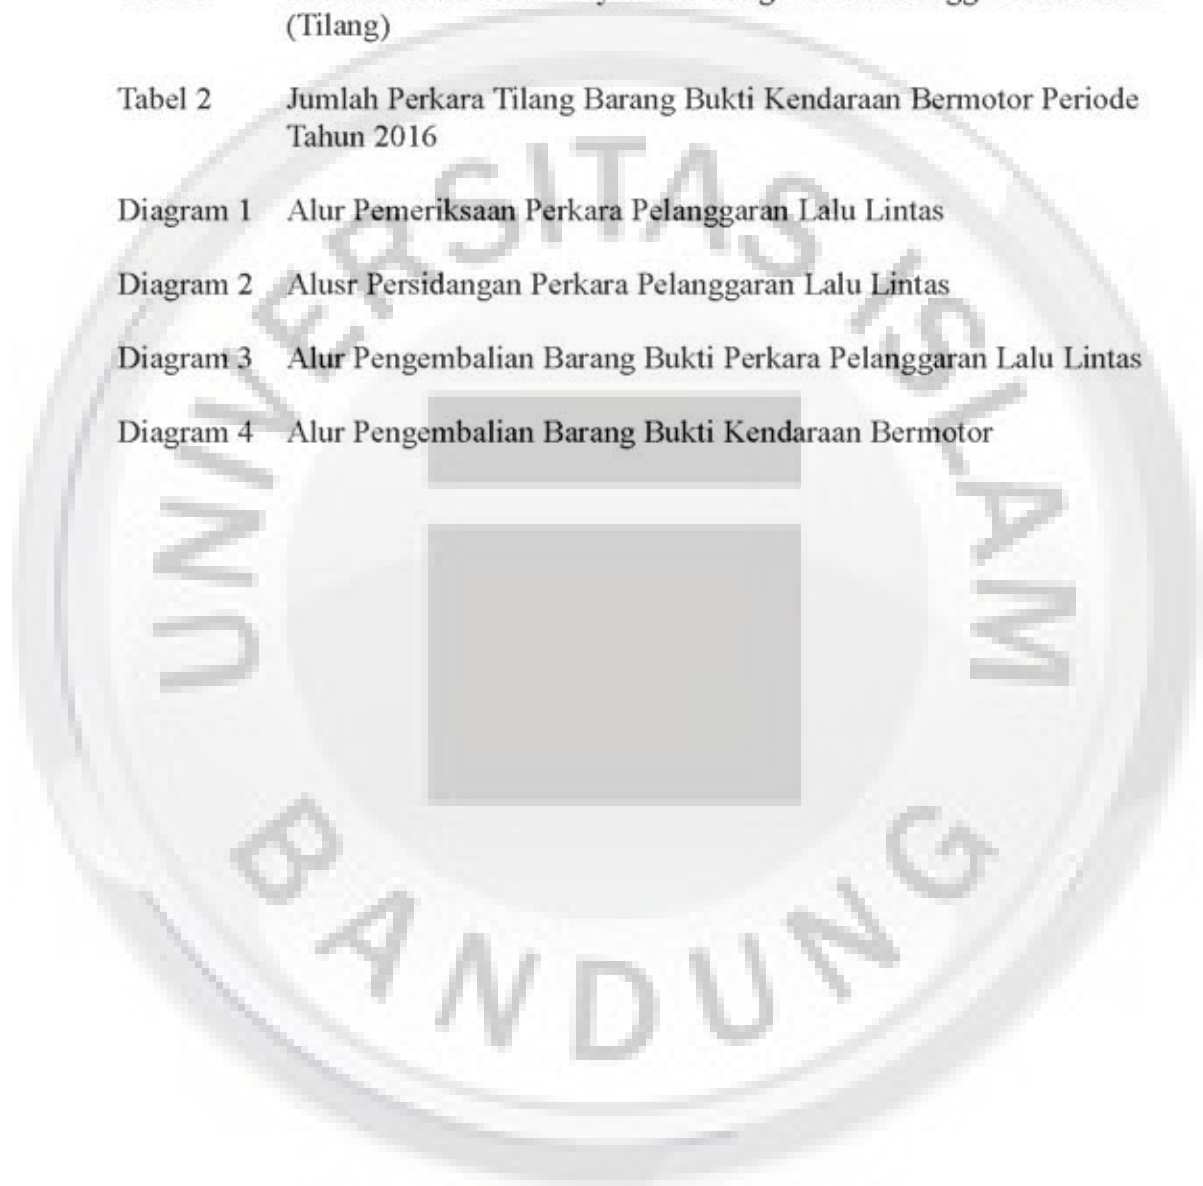 (Tilang)
Tabel 2 Jumlah Perkara Tilang Barang Bukti Kendaraan Bermotor Periode
Tahun 2016
Diagram 1 Alur Pemeriksaan Perkara Pelanggaran Lalu Lintas
Diagram 2 Alusr Persidangan Perkara Pelanggaran Lalu Lintas
Diagram 3 Alur Pengembalian Barang Bukti Perkara Pelanggaran Lalu Lintas
Diagram 4 Alur Pengembalian Barang Bukti Kendaraan Bermotor
UNIVERSITAS ISLAM
BANDUNG